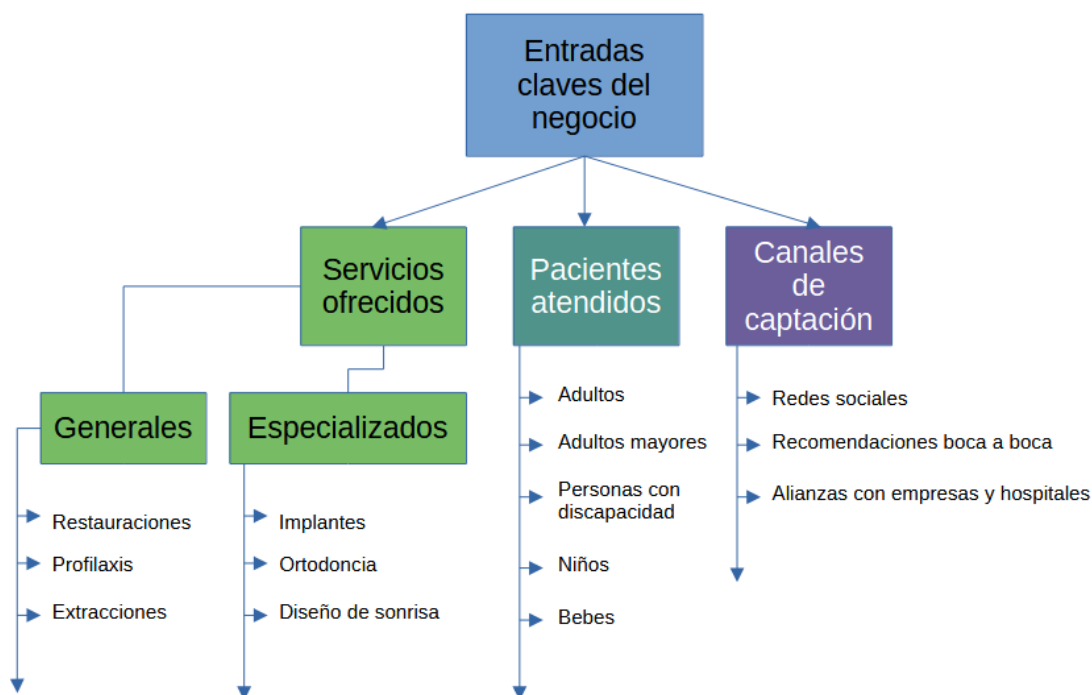 Entradas
claves del
negocio
Servicios
ofrecidos
Pacientes
atendidos
Canales
de
captación
Generales
Especializados
Restauraciones
Profilaxis
Extracciones
Implantes
Ortodoncia
Diseño de sonrisa
Adultos
Adultos mayores
Personas con
discapacidad
Niños
Bebes
Redes sociales
Recomendaciones boca a boca
Alianzas con empresas y hospitales